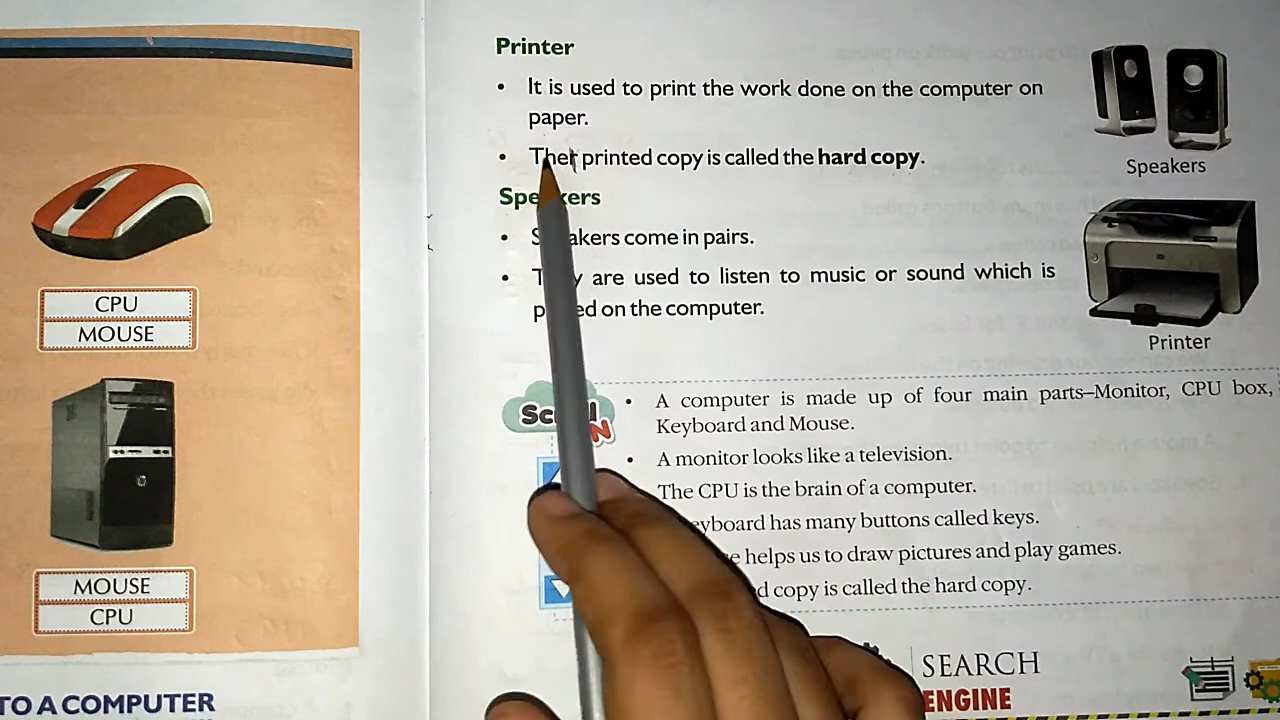 CPU
MOUSE
MOUSE
CPU
TO A COMPUTER
Printer
• It is used to print the work done on the computer on
paper.
• Ther printed copy is called the hard copy.
Speakers
• Speakers come in pairs.
• They are used to listen to music or sound which is
on the computer.
Speakers
Printer
• A computer is made up of four main parts–Monitor, CPU box,
Keyboard and Mouse.
• A monitor looks like a television.
The CPU is the brain of a computer.
eyboard has many buttons called keys.
helps us to draw pictures and play games.
copy is called the hard copy.
SEARCH
ENGINE